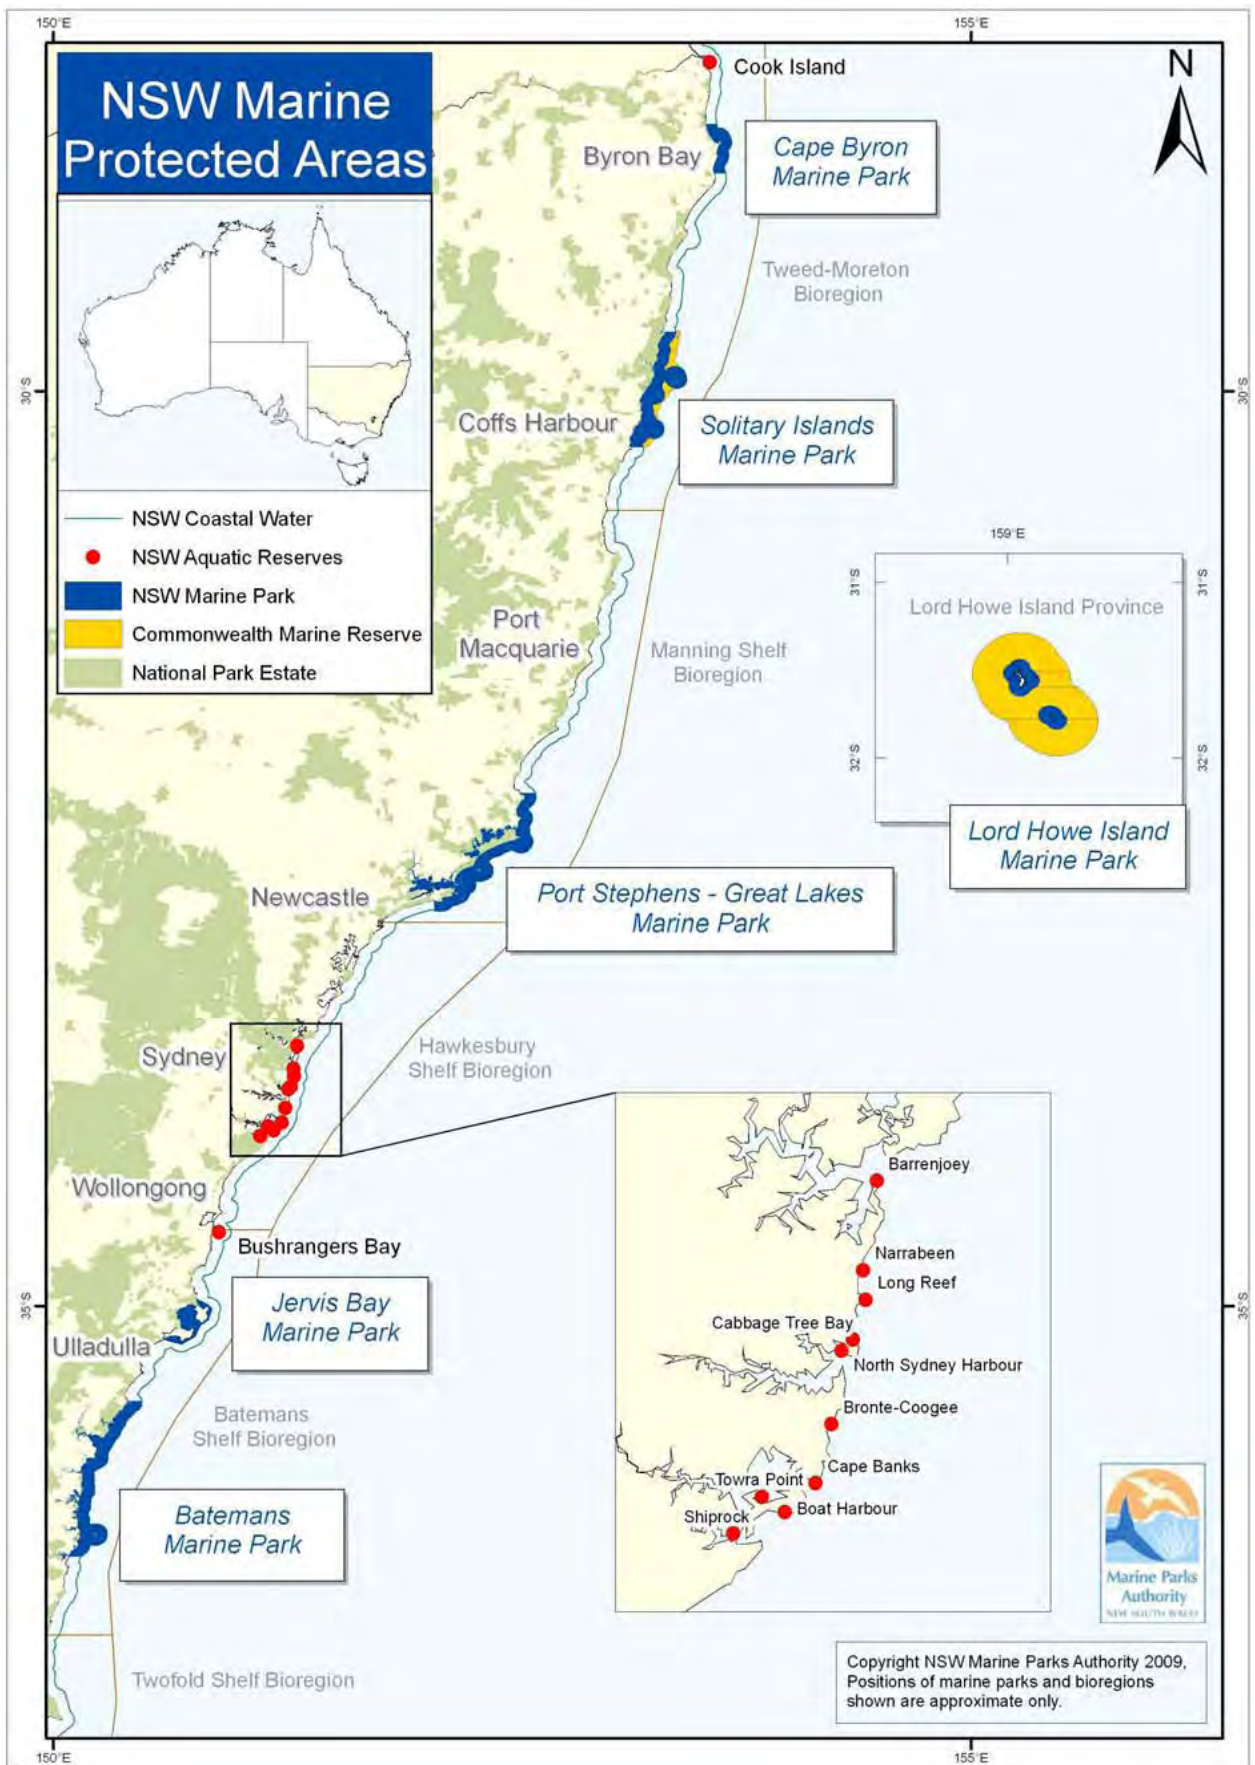 150°E
155°E
NSW Marine
Protected Areas
N
Cook Island
Byron Bay
Cape Byron
Marine Park
Tweed-Moreton
Bioregion
30°S
30°S
Coffs Harbour
Solitary Islands
Marine Park
NSW Coastal Water
NSW Aquatic Reserves
NSW Marine Park
Commonwealth Marine Reserve
National Park Estate
159°E
31°S
31°S
Lord Howe Island Province
32°S
32°S
Lord Howe Island
Marine Park
Port
Macquarie
Manning Shelf
Bioregion
Newcastle
Port Stephens - Great Lakes
Marine Park
Sydney
Hawkesbury
Shelf Bioregion
Wollongong
Bushrangers Bay
35°S
35°S
Jervis Bay
Marine Park
Ulladulla
Batemans
Shelf Bioregion
Batemans
Marine Park
Twofold Shelf Bioregion
Barrenjoey
Narrabeen
Long Reef
Cabbage Tree Bay
North Sydney Harbour
Bronte-Coogee
Cape Banks
Towra Point
Boat Harbour
Shiprock
Marine Parks
Authority
NEW SOUTH WALES
Copyright NSW Marine Parks Authority 2009,
Positions of marine parks and bioregions
shown are approximate only.
150°E
155°E